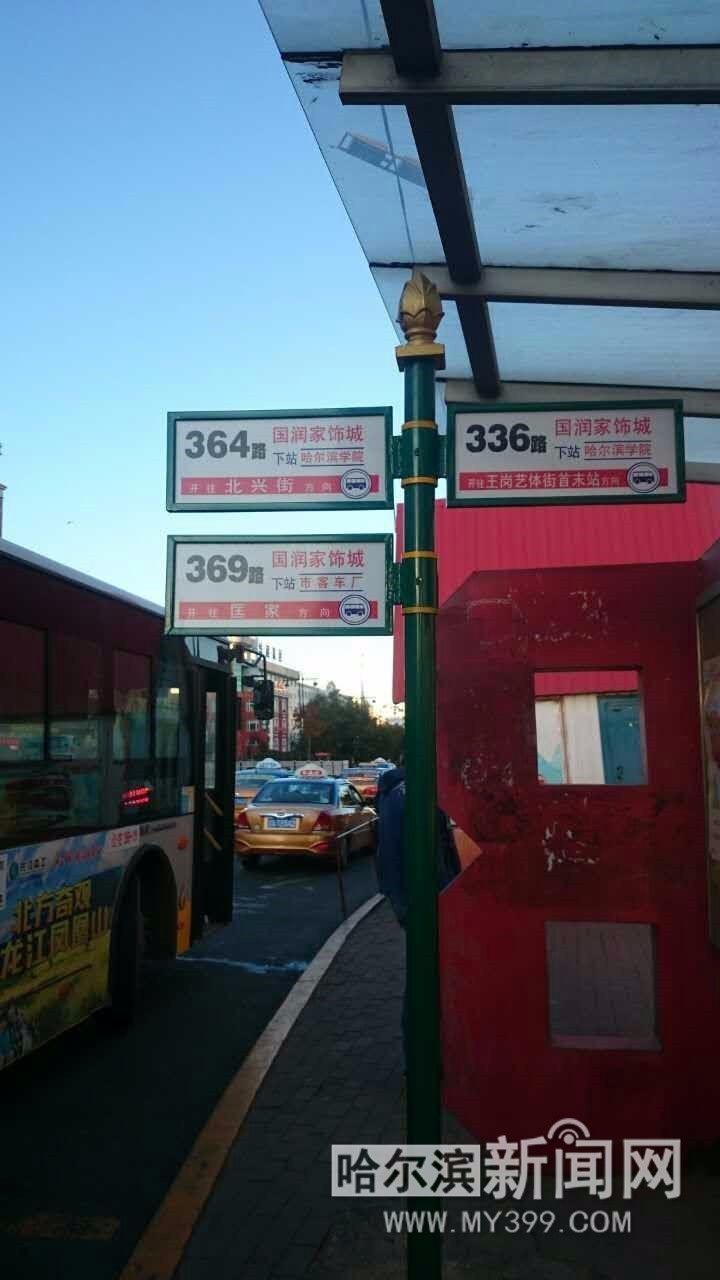 364路 国润家饰城
下站 哈尔滨学院
开往 北兴街 方向
336路 国润家饰城
下站 哈尔滨学院
开往 王岗艺体街首末站 方向
369路 国润家饰城
下站 市客车厂
开往 匡家 方向
北方奇观
龙江凤凰山
哈尔滨新闻网
WWW.MY399.COM